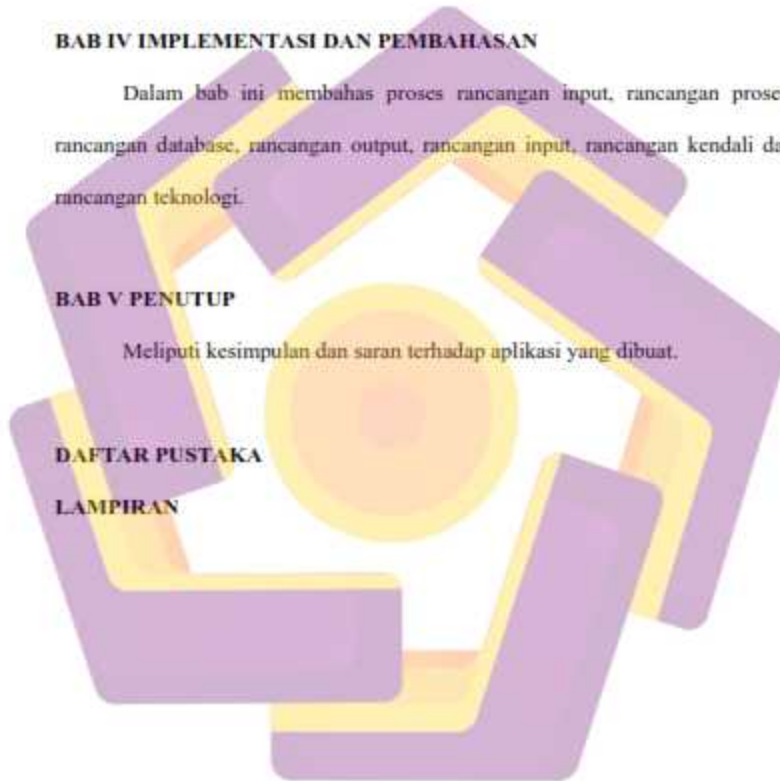 BAB IV IMPLEMENTASI DAN PEMBAHASAN
Dalam bab ini membahas proses rancangan input, rancangan prose
rancangan database, rancangan output, rancangan input, rancangan kendali da
rancangan teknologi.
BAB V PENUTUP
Meliputi kesimpulan dan saran terhadap aplikasi yang dibuat.
DAFTAR PUSTAKA
LAMPIRAN